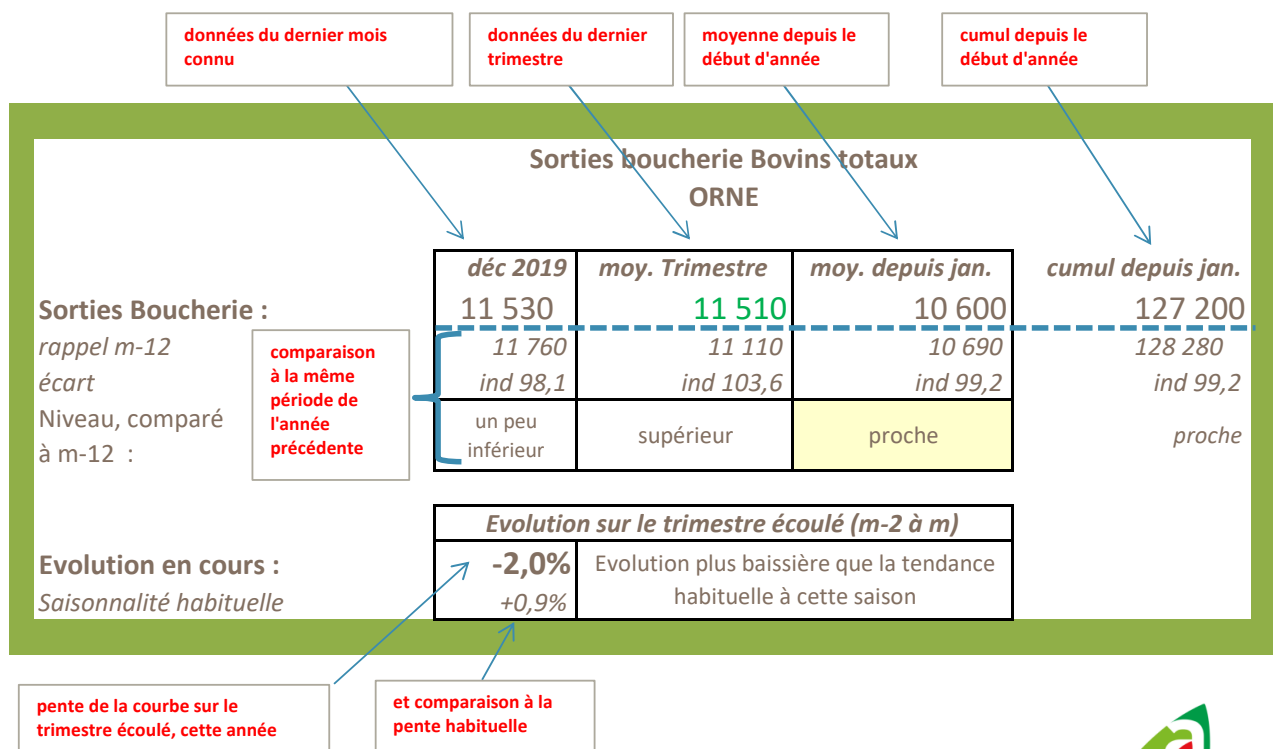 données du dernier mois
connu
données du dernier
trimestre
moyenne depuis le
début d'année
cumul depuis le
début d'année
Sorties boucherie Bovins totaux
ORNE
déc 2019 moy. Trimestre moy. depuis jan. cumul depuis jan.
Sorties Boucherie : 11 530 11 510 10 600 127 200
rappel m-12 11 760 11 110 10 690 128 280
écart ind 98,1 ind 103,6 ind 99,2 ind 99,2
Niveau, comparé
à m-12 :
un peu
inférieur
supérieur
proche
proche
comparaison
à la même
période de
l'année
précédente
Evolution sur le trimestre écoulé (m-2 à m)
Evolution en cours : -2,0%
Saisonnalité habituelle +0,9%
Evolution plus baissière que la tendance
habituelle à cette saison
pente de la courbe sur le
trimestre écoulé, cette année
et comparaison à la
pente habituelle